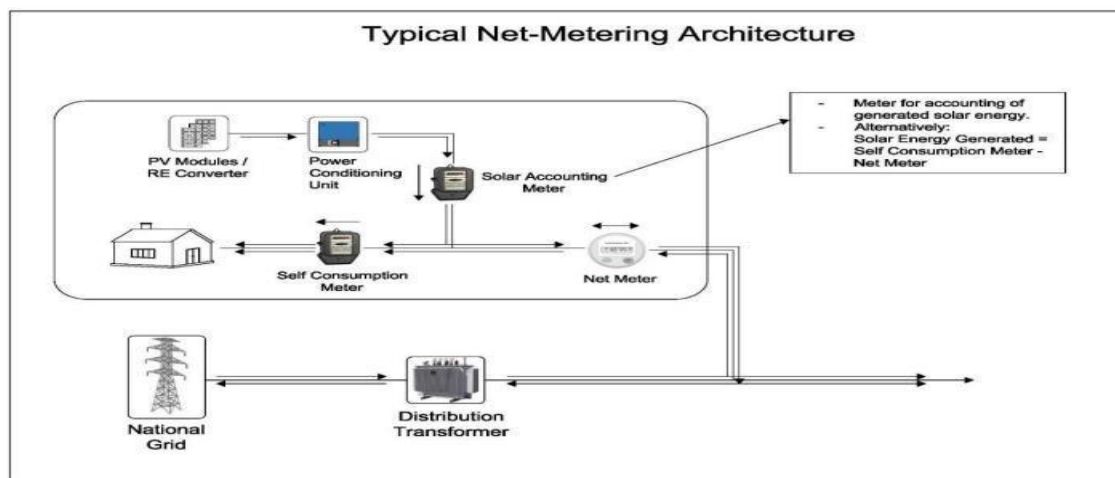 Typical Net-Metering Architecture
- Meter for accounting of
generated solar energy.
- Alternatively:
Solar Energy Generated =
Self Consumption Meter -
Net Meter
PV Modules /
RE Converter
Power
Conditioning
Unit
Solar Accounting
Meter
Self Consumption
Meter
Net Meter
National
Grid
Distribution
Transformer